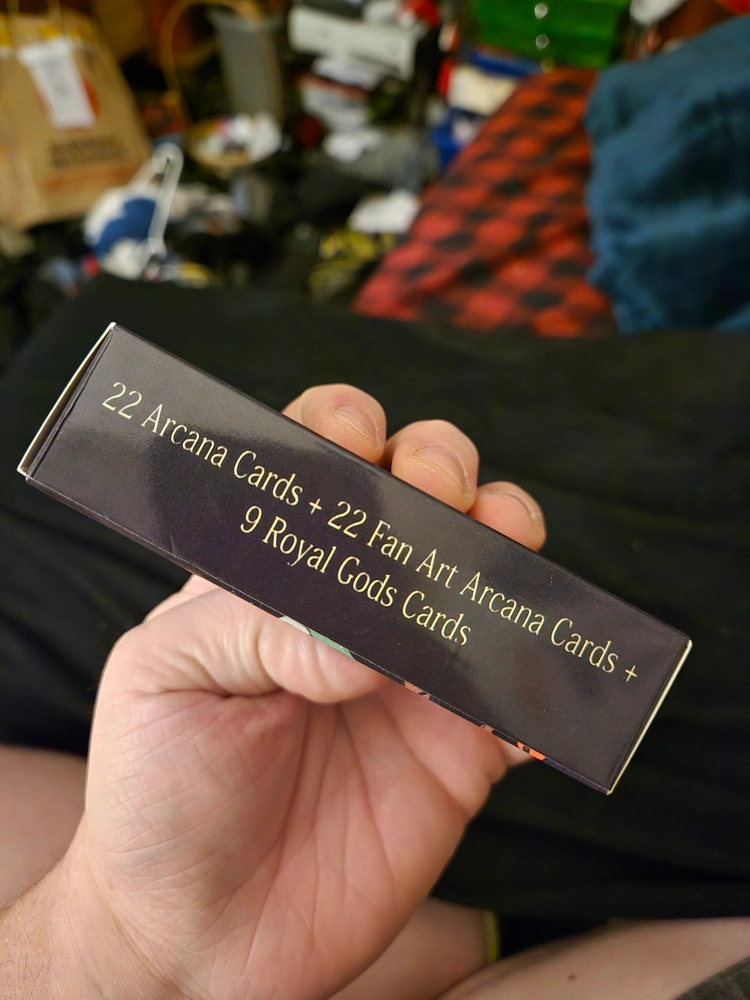 22 Arcana Cards + 22 Fan Art Arcana Cards +
9 Royal Gods Cards